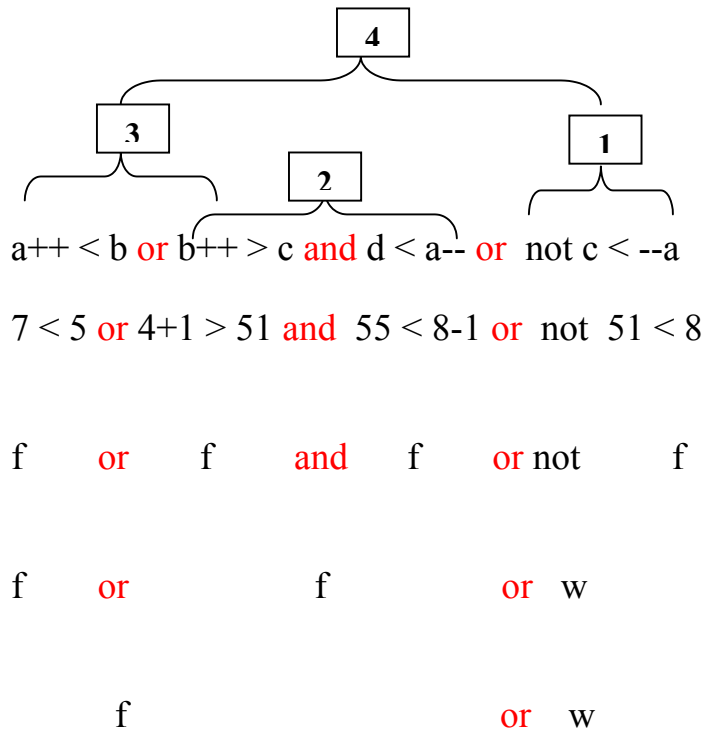 4
3
1
2
a++ < b or b++ > c and d < a-- or not c < --a
7 < 5 or 4+1 > 51 and 55 < 8-1 or not 51 < 8
f or f and f or not f
f or f or w
f or w